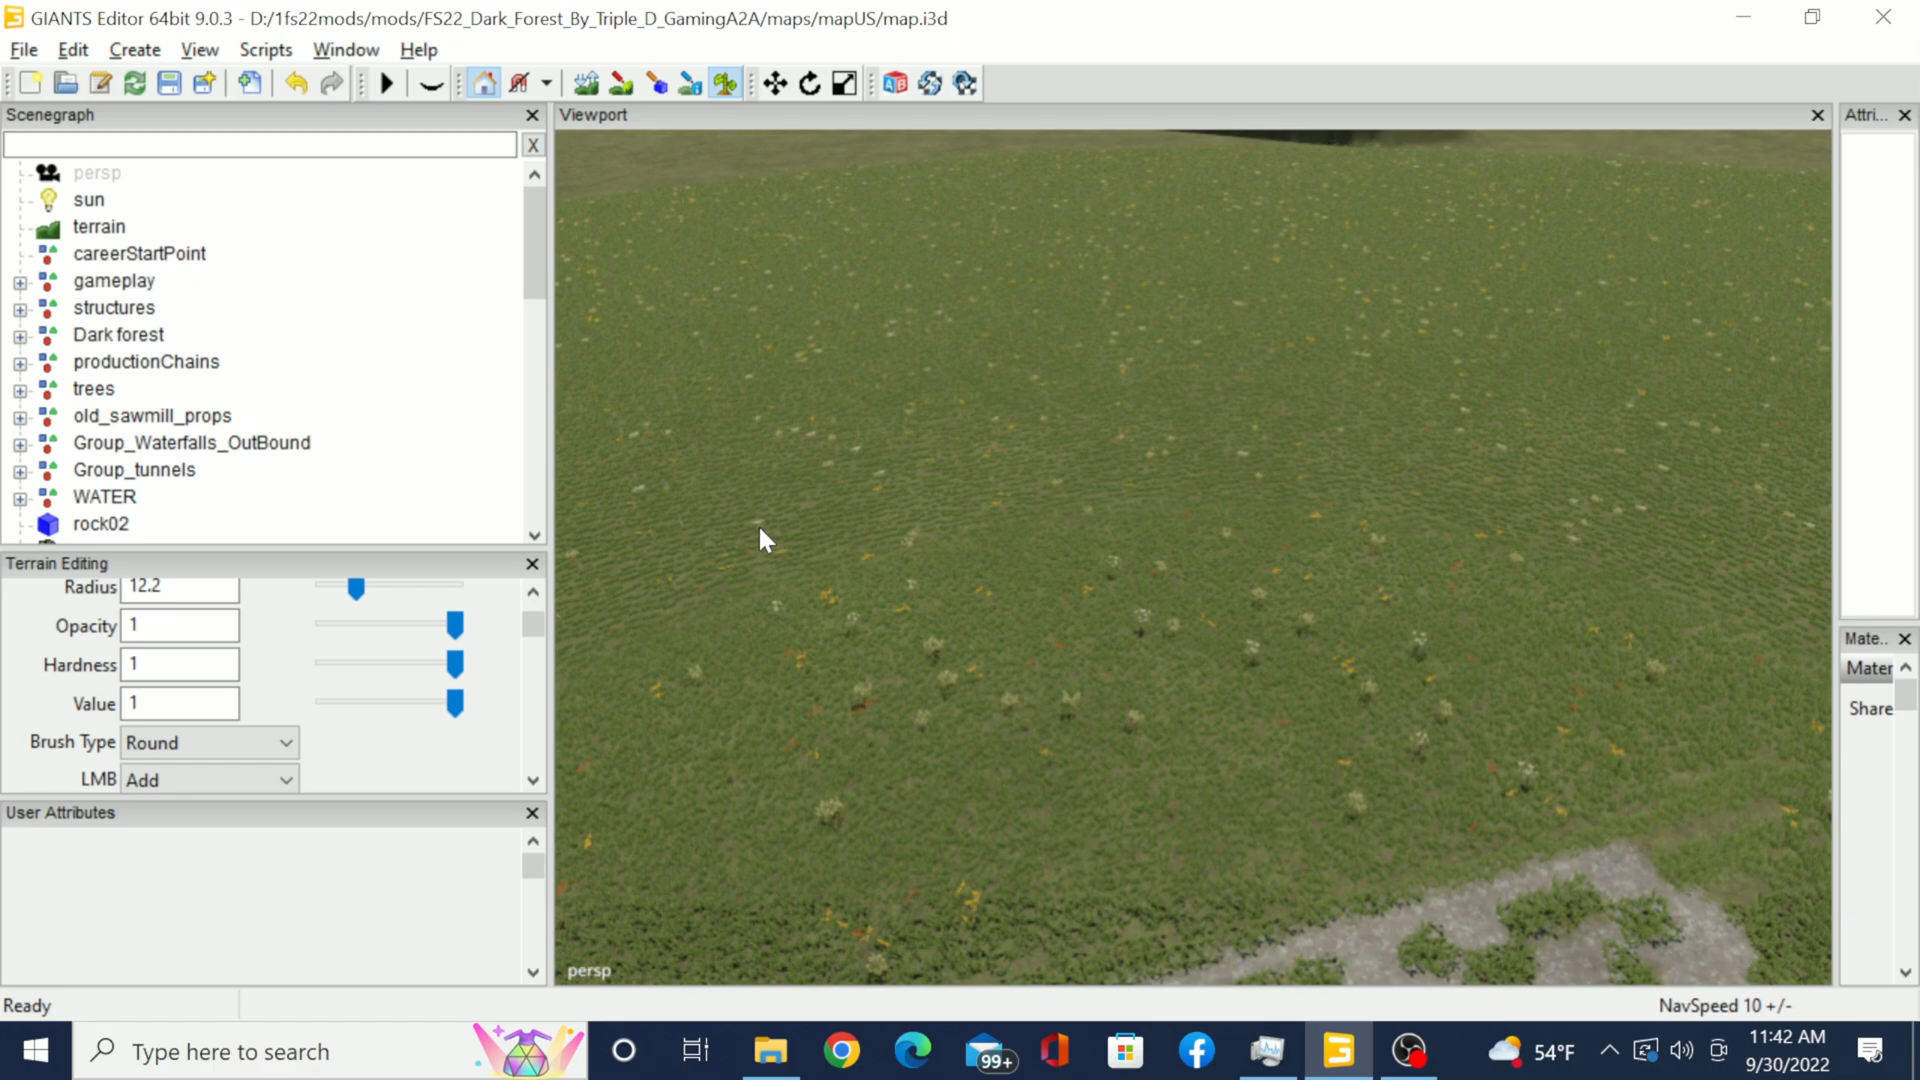 GIANTS Editor 64bit 9.0.3 - D:/1fs22mods/mods/FS22_Dark_Forest_By_Triple_D_GamingA2A/maps/mapUS/map.i3d
File Edit Create View Scripts Window Help
Scenegraph
X
persp
sun
terrain
careerStartPoint
gameplay
structures
Dark forest
productionChains
trees
old_sawmill_props
Group_Waterfalls_OutBound
Group_tunnels
WATER
rock02
Terrain Editing
Radius 12.2
Opacity 1
Hardness 1
Value 1
Brush Type Round
LMB Add
User Attributes
Viewport
persp
Attri...
Mate..
Mater
Share
Ready
NavSpeed 10 +/-
Type here to search
99+
54°F
11:42 AM
9/30/2022